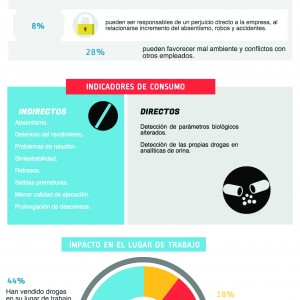 8%
pueden ser responsables de un perjuicio directo a la empresa, al
relacionarse incremento del absentismo, robos y accidentes.
28%
pueden favorecer mal ambiente y conflictos con
otros empleados.
INDICADORES DE CONSUMO
INDIRECTOS
Absentismo.
Deterioro del rendimiento.
Problemas de relación.
Siniestralidad.
Retrasos.
Salidas prematuras.
Menor calidad de ejecución.
Prolongación de descansos.
DIRECTOS
Detección de parámetros biológicos
alterados.
Detección de las propias drogas en
analíticas de orina.
IMPACTO EN EL LUGAR DE TRABAJO
44%
Han vendido drogas
en su lugar de trabajo
18%